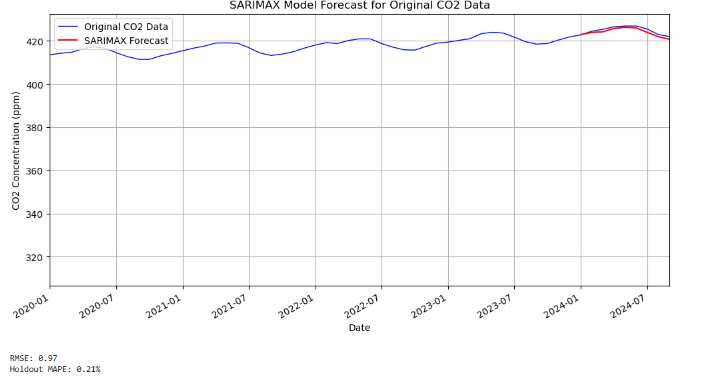 SARIMAX Model Forecast for Original CO2 Data
Original CO2 Data
SARIMAX Forecast
CO2 Concentration (ppm)
420
400
380
360
340
320
2020-01
2020-07
2021-01
2021-07
2022-01
2022-07
2023-01
2023-07
2024-01
2024-07
Date
RMSE: 0.97
Holdout MAPE: 0.21%